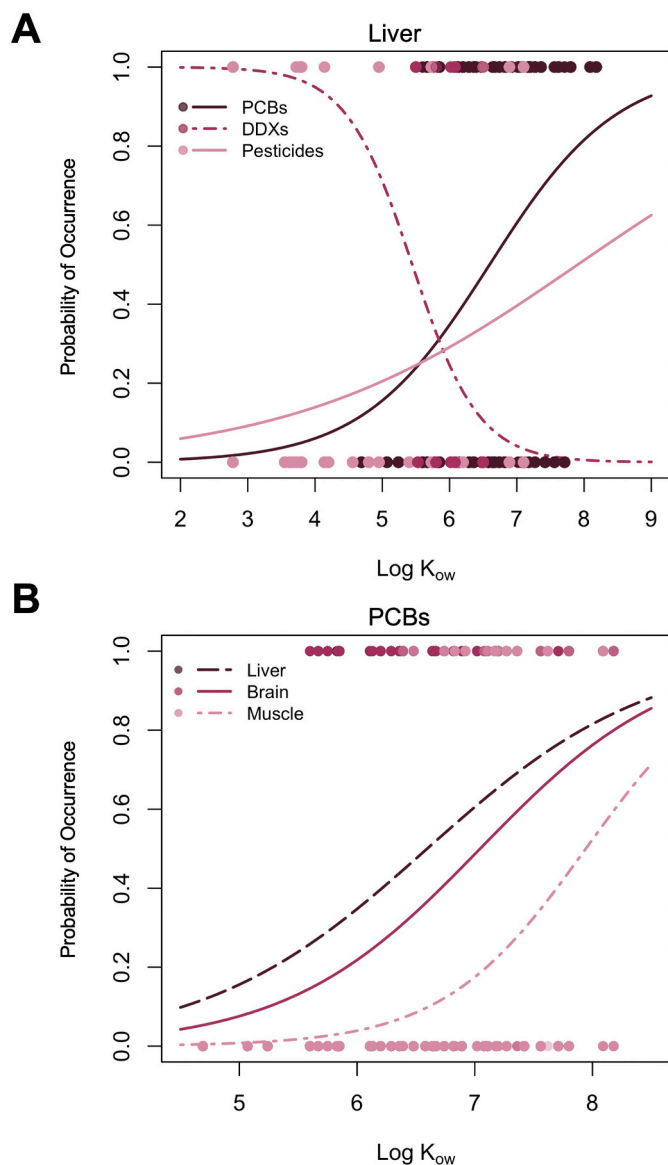 A
Liver
1.0
0.8
0.6
0.4
0.2
0.0
Probability of Occurrence
PCBs
DDXs
Pesticides
2 3 4 5 6 7 8 9
Log Kow
B
PCBs
1.0
0.8
0.6
0.4
0.2
0.0
Probability of Occurrence
Liver
Brain
Muscle
5 6 7 8
Log Kow